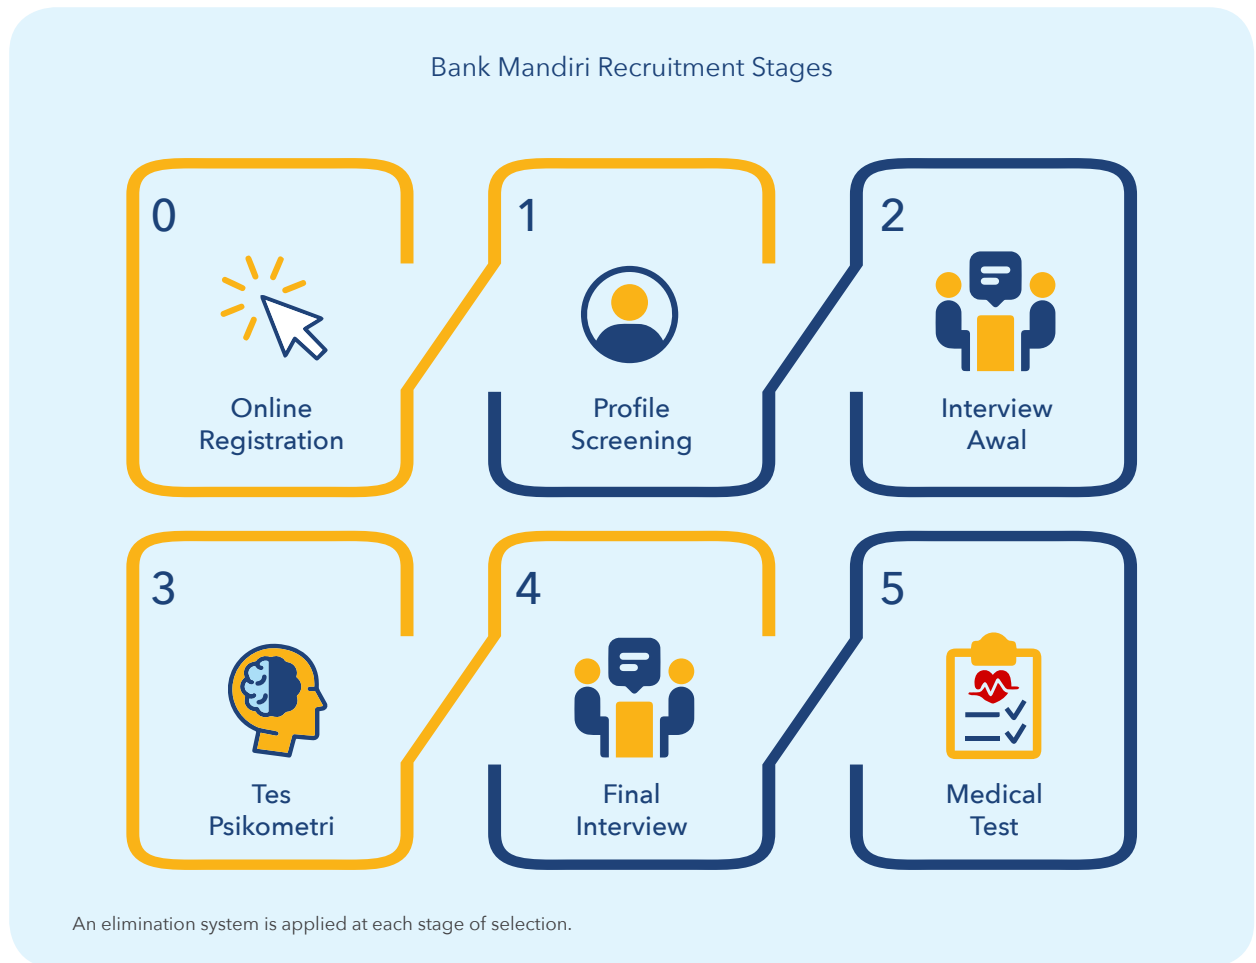 Bank Mandiri Recruitment Stages
0
Online
Registration
1
Profile
Screening
2
Interview
Awal
3
Tes
Psikometri
4
Final
Interview
5
Medical
Test
An elimination system is applied at each stage of selection.